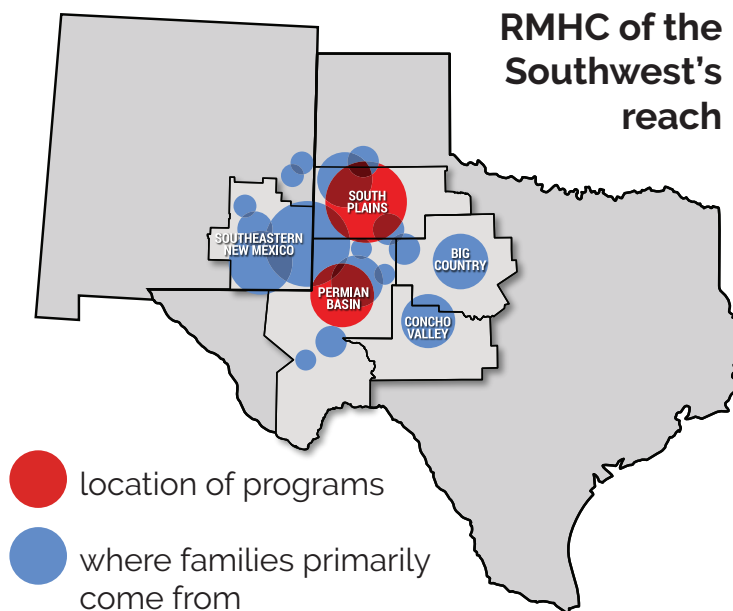 RMHC of the
Southwest’s
reach
SOUTH
PLAINS
SOUTHEASTERN
NEW MEXICO
BIG
COUNTRY
PERMIAN
BASIN
CONCHO
VALLEY
location of programs
where families primarily
come from